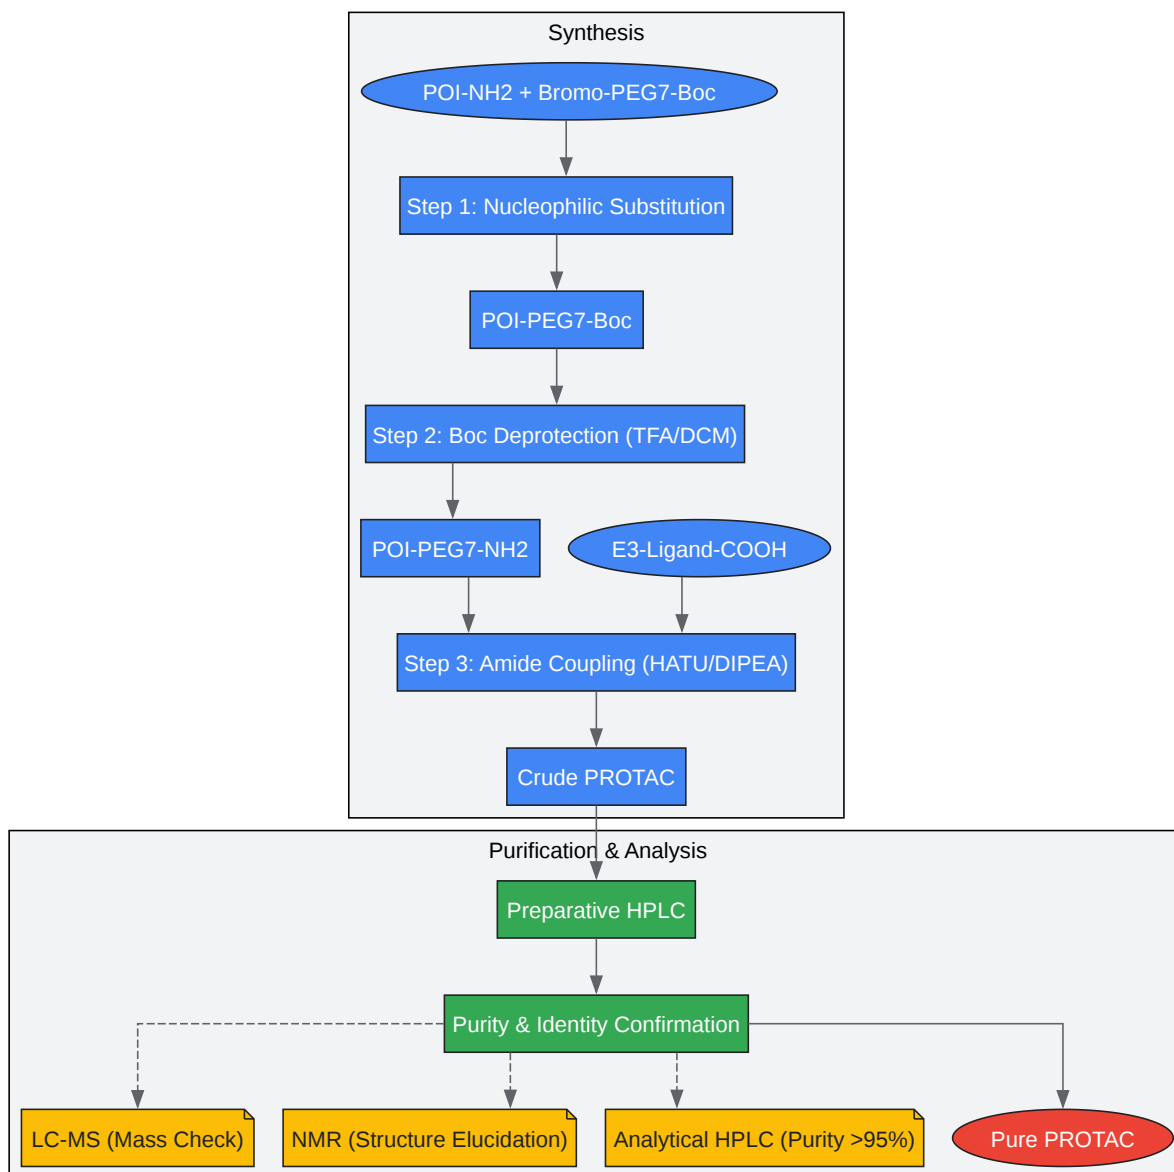 Synthesis
POI-NH2 + Bromo-PEG7-Boc
Step 1: Nucleophilic Substitution
POI-PEG7-Boc
Step 2: Boc Deprotection (TFA/DCM)
POI-PEG7-NH2
E3-Ligand-COOH
Step 3: Amide Coupling (HATU/DIPEA)
Crude PROTAC
Purification & Analysis
Preparative HPLC
Purity & Identity Confirmation
LC-MS (Mass Check)
NMR (Structure Elucidation)
Analytical HPLC (Purity >95%)
Pure PROTAC